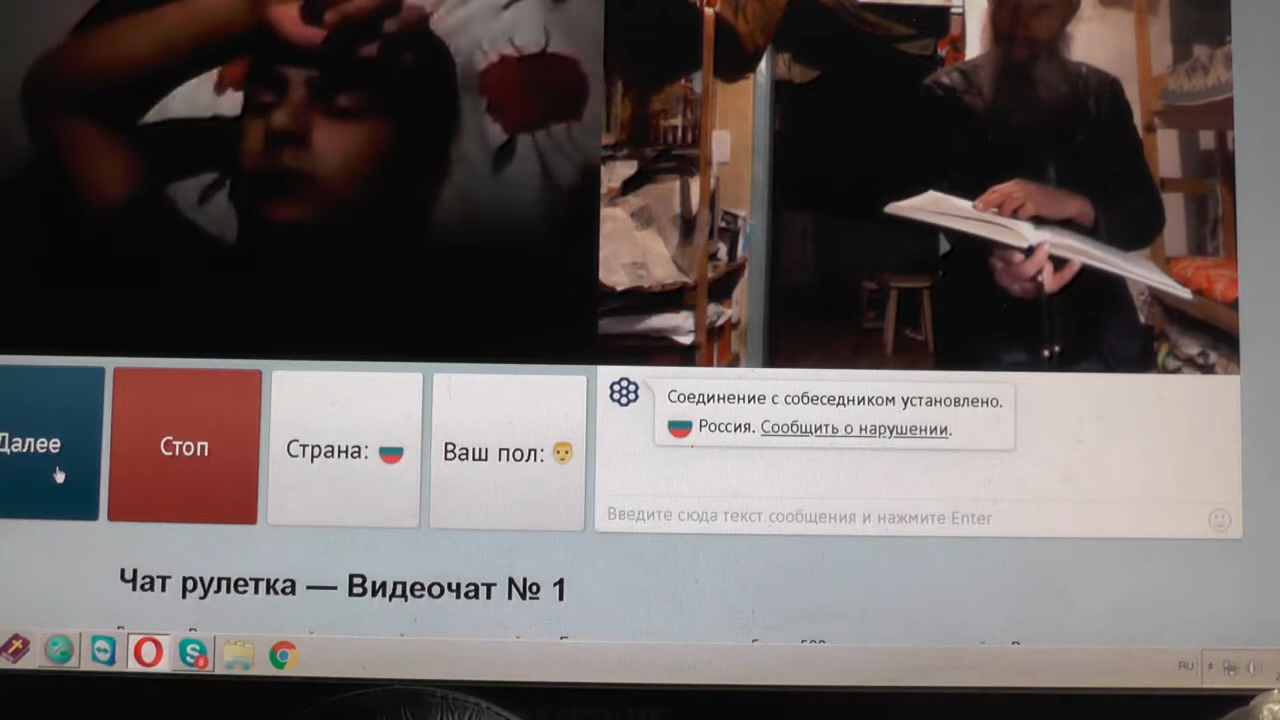 Далее
Стоп
Страна:
Ваш пол:
Соединение с собеседником установлено.
Россия. Сообщить о нарушении.
Введите сюда текст сообщения и нажмите Enter
Чат рулетка — Видеочат № 1
RU